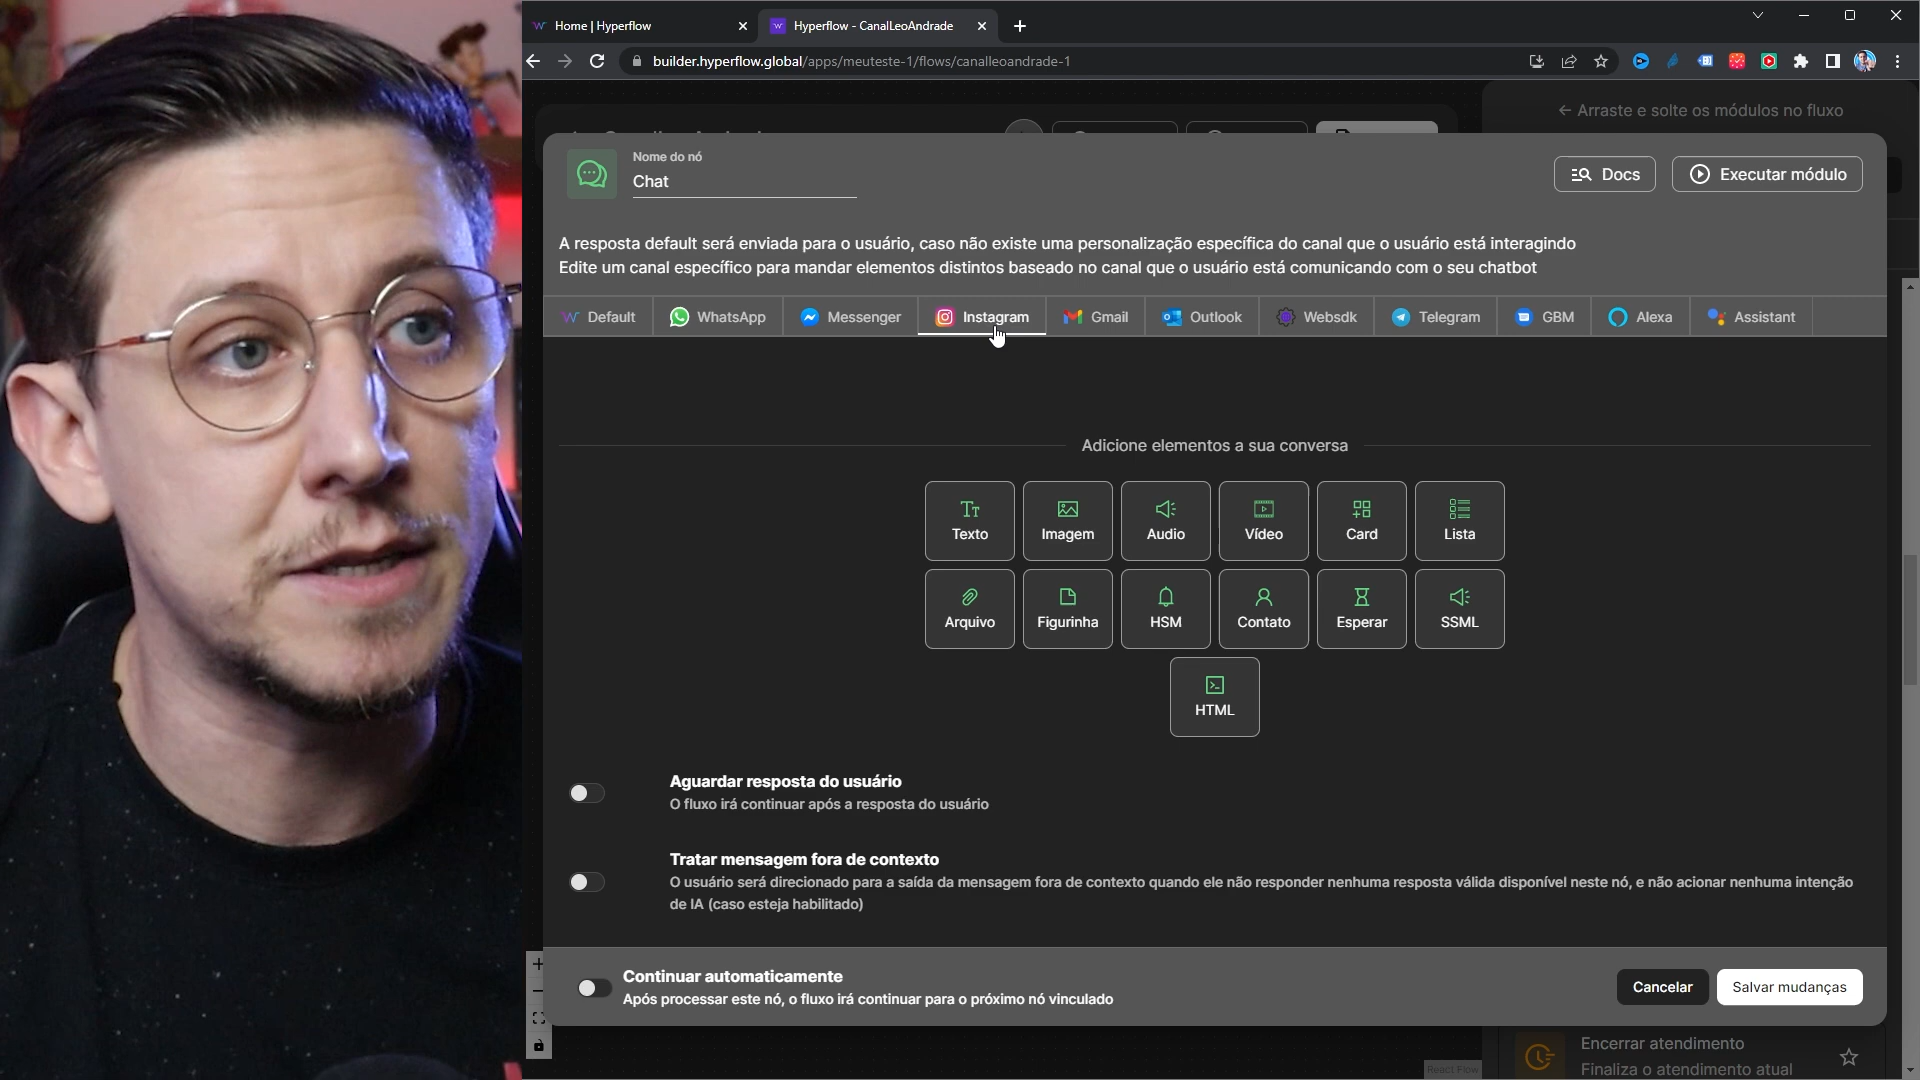 Home | Hyperflow
Hyperflow - CanalLeoAndrade
builder.hyperflow.global/apps/meuteste-1/flows/canalleoandrade-1
← Arraste e solte os módulos no fluxo
Nome do nó
Chat
Docs
Executar módulo
A resposta default será enviada para o usuário, caso não existe uma personalização específica do canal que o usuário está interagindo
Edite um canal específico para mandar elementos distintos baseado no canal que o usuário está comunicando com o seu chatbot
Default
WhatsApp
Messenger
Instagram
Gmail
Outlook
Websdk
Telegram
GBM
Alexa
Assistant
Adicione elementos a sua conversa
Texto
Imagem
Audio
Vídeo
Card
Lista
Arquivo
Figurinha
HSM
Contato
Esperar
SSML
HTML
Aguardar resposta do usuário
O fluxo irá continuar após a resposta do usuário
Tratar mensagem fora de contexto
O usuário será direcionado para a saída da mensagem fora de contexto quando ele não responder nenhuma resposta válida disponível neste nó, e não acionar nenhuma intenção
de IA (caso esteja habilitado)
Continuar automaticamente
Após processar este nó, o fluxo irá continuar para o próximo nó vinculado
Cancelar
Salvar mudanças
Encerrar atendimento
Finaliza o atendimento atual
React Flow